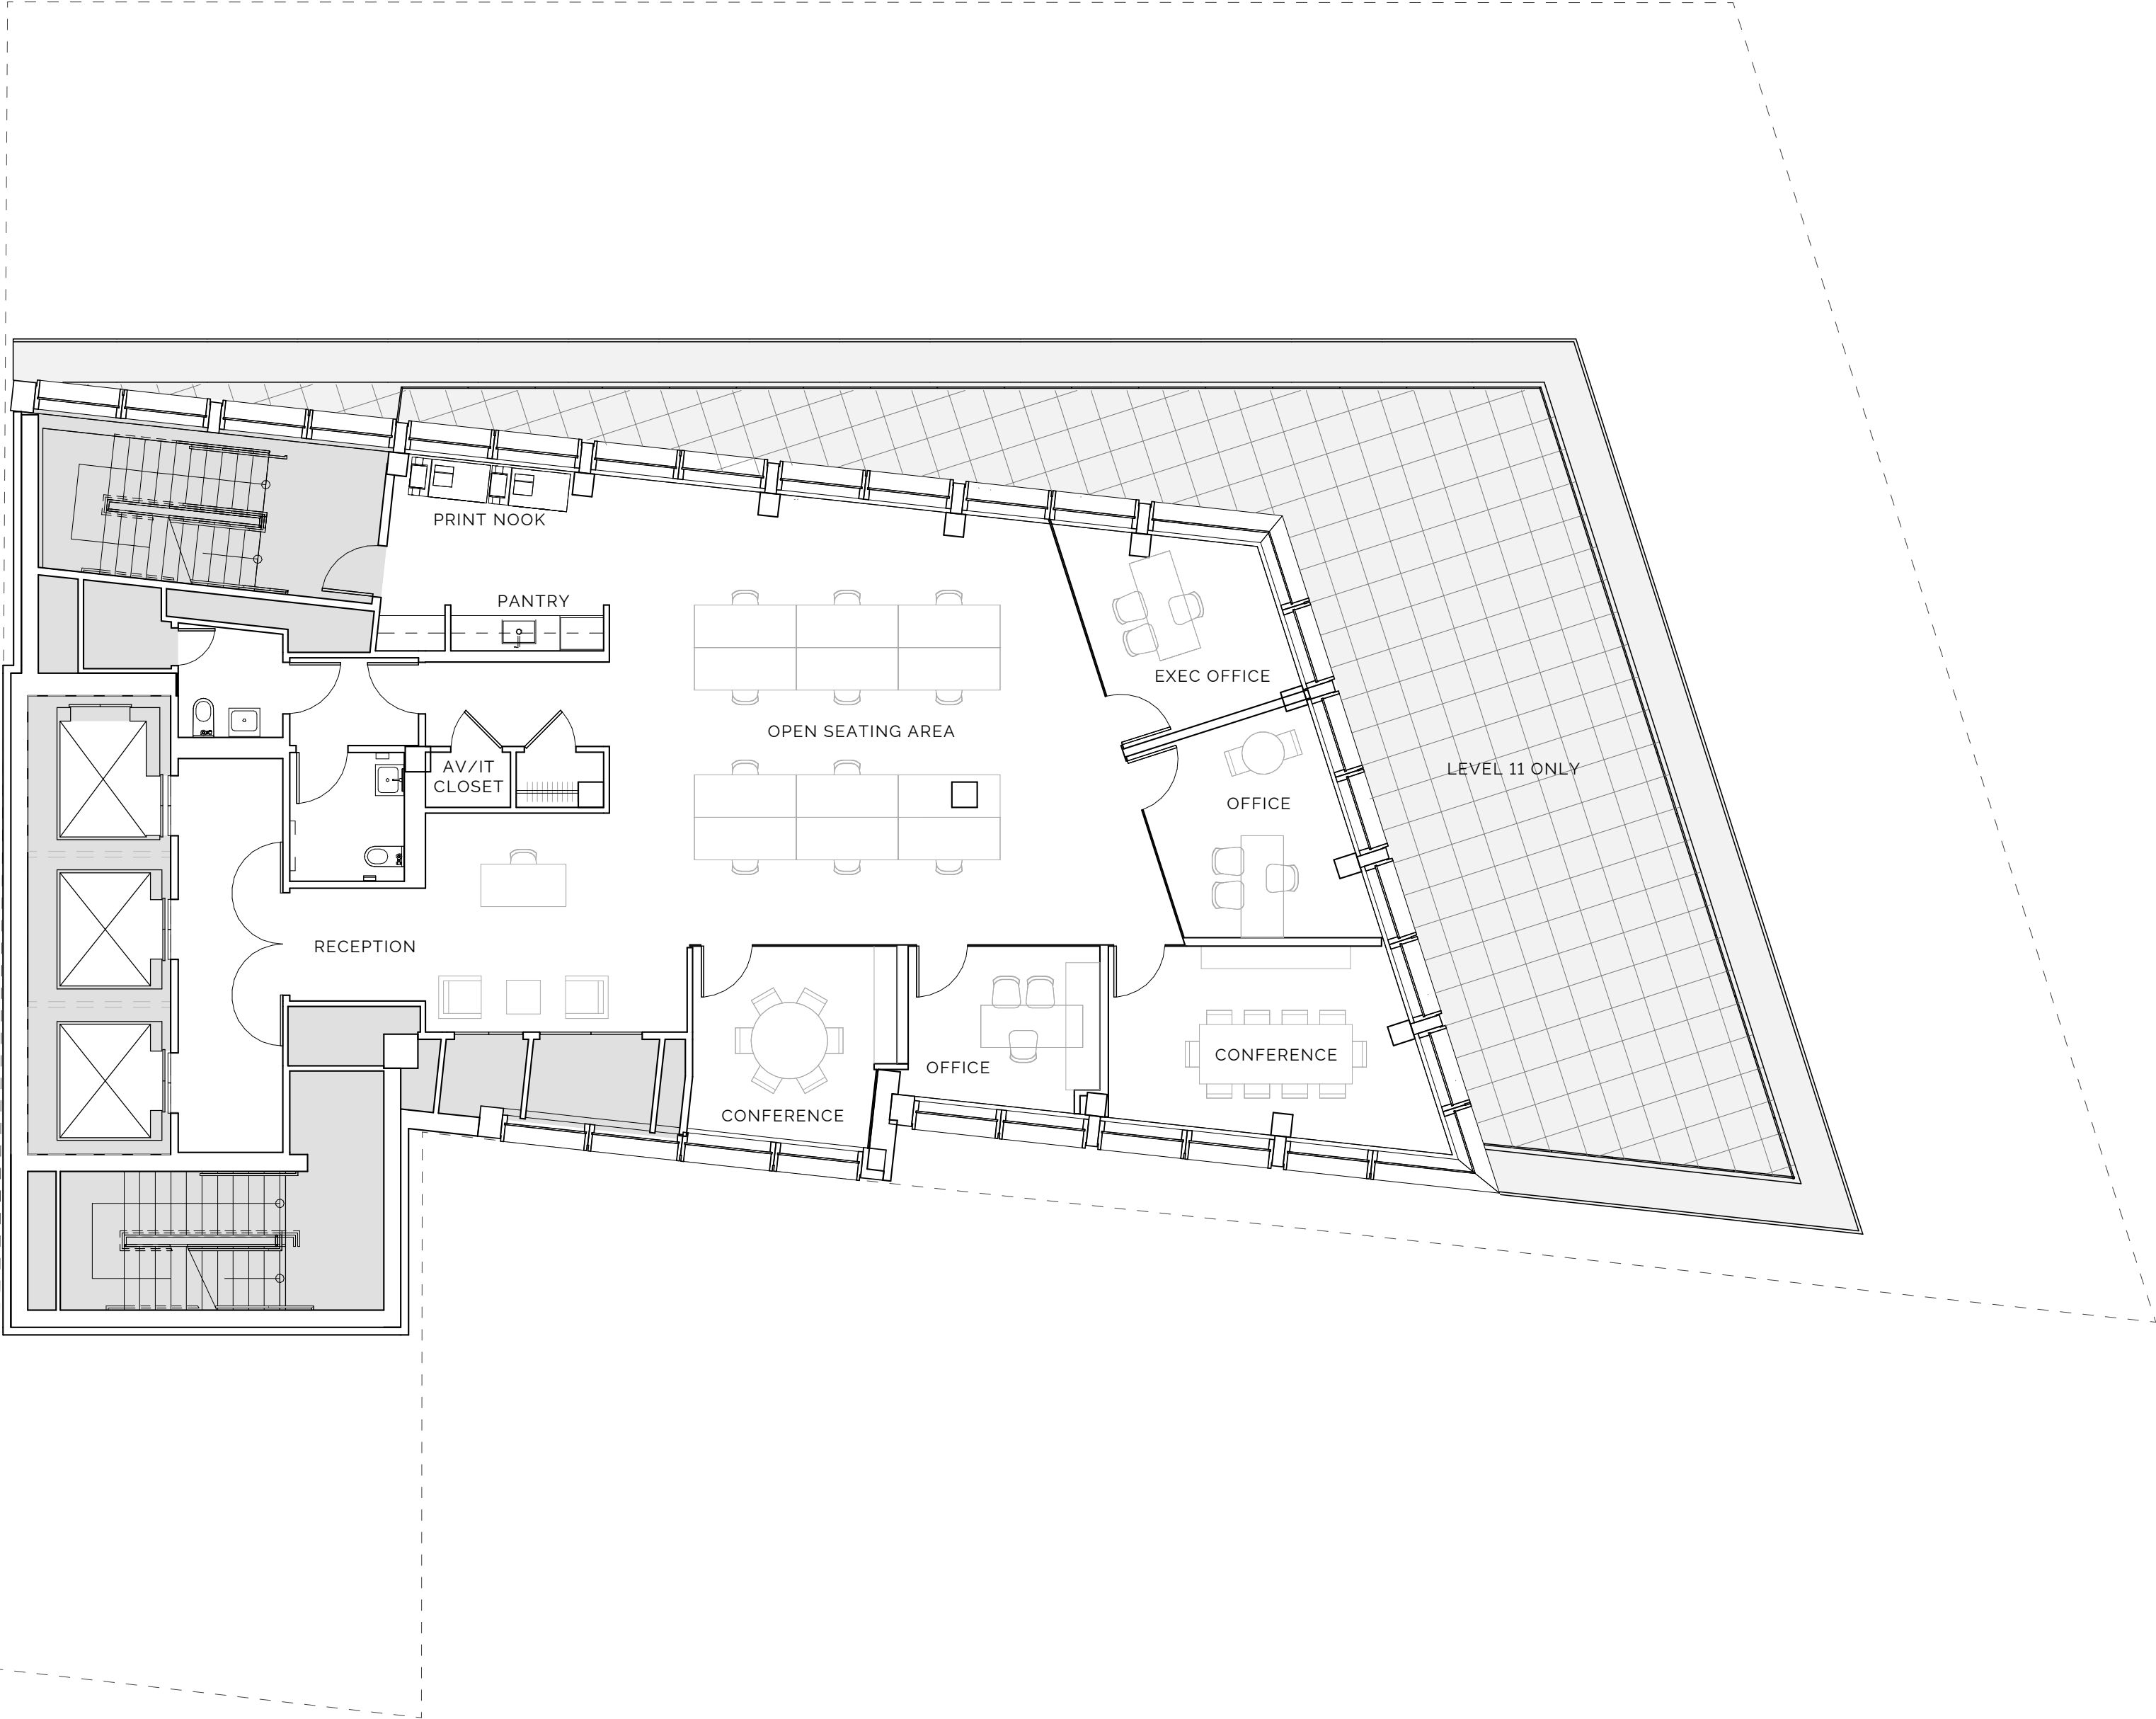 PRINT NOOK
PANTRY
EXEC OFFICE
OPEN SEATING AREA
AV/IT
CLOSET
LEVEL 11 ONLY
OFFICE
RECEPTION
CONFERENCE
OFFICE
CONFERENCE